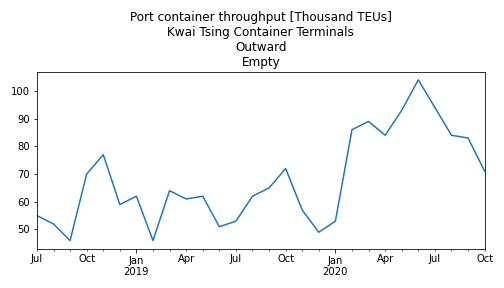 Port container throughput [Thousand TEUs]
Kwai Tsing Container Terminals
Outward
Empty
100
90
80
70
60
50
Jul Oct Jan Apr Jul Oct Jan Apr Jul Oct
2019 2020